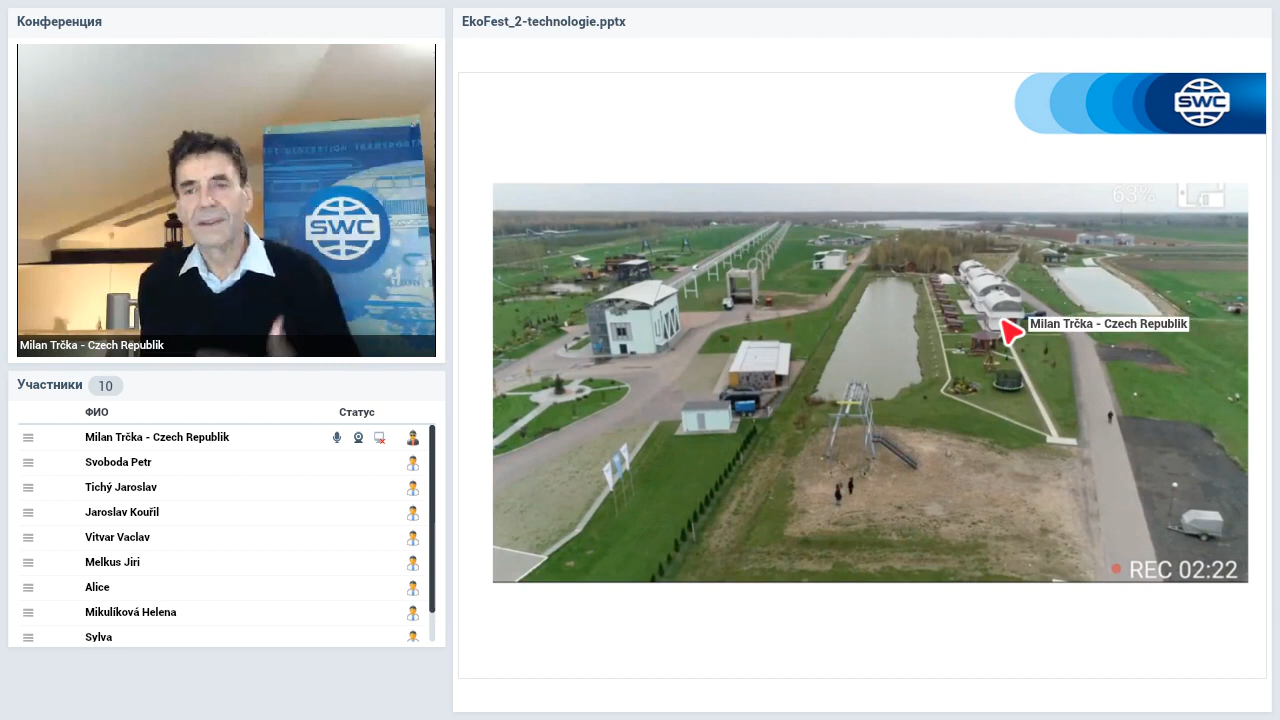 Конференция
SWC
Milan Trčka - Czech Republik
Участники 10
ФИО Статус
Milan Trčka - Czech Republik
Svoboda Petr
Tichý Jaroslav
Jaroslav Kouřil
Vitvar Vaclav
Melkus Jiri
Alice
Mikulíková Helena
Sylva
EkoFest_2-technologie.pptx
SWC
63%
Milan Trčka - Czech Republik
REC 02:22